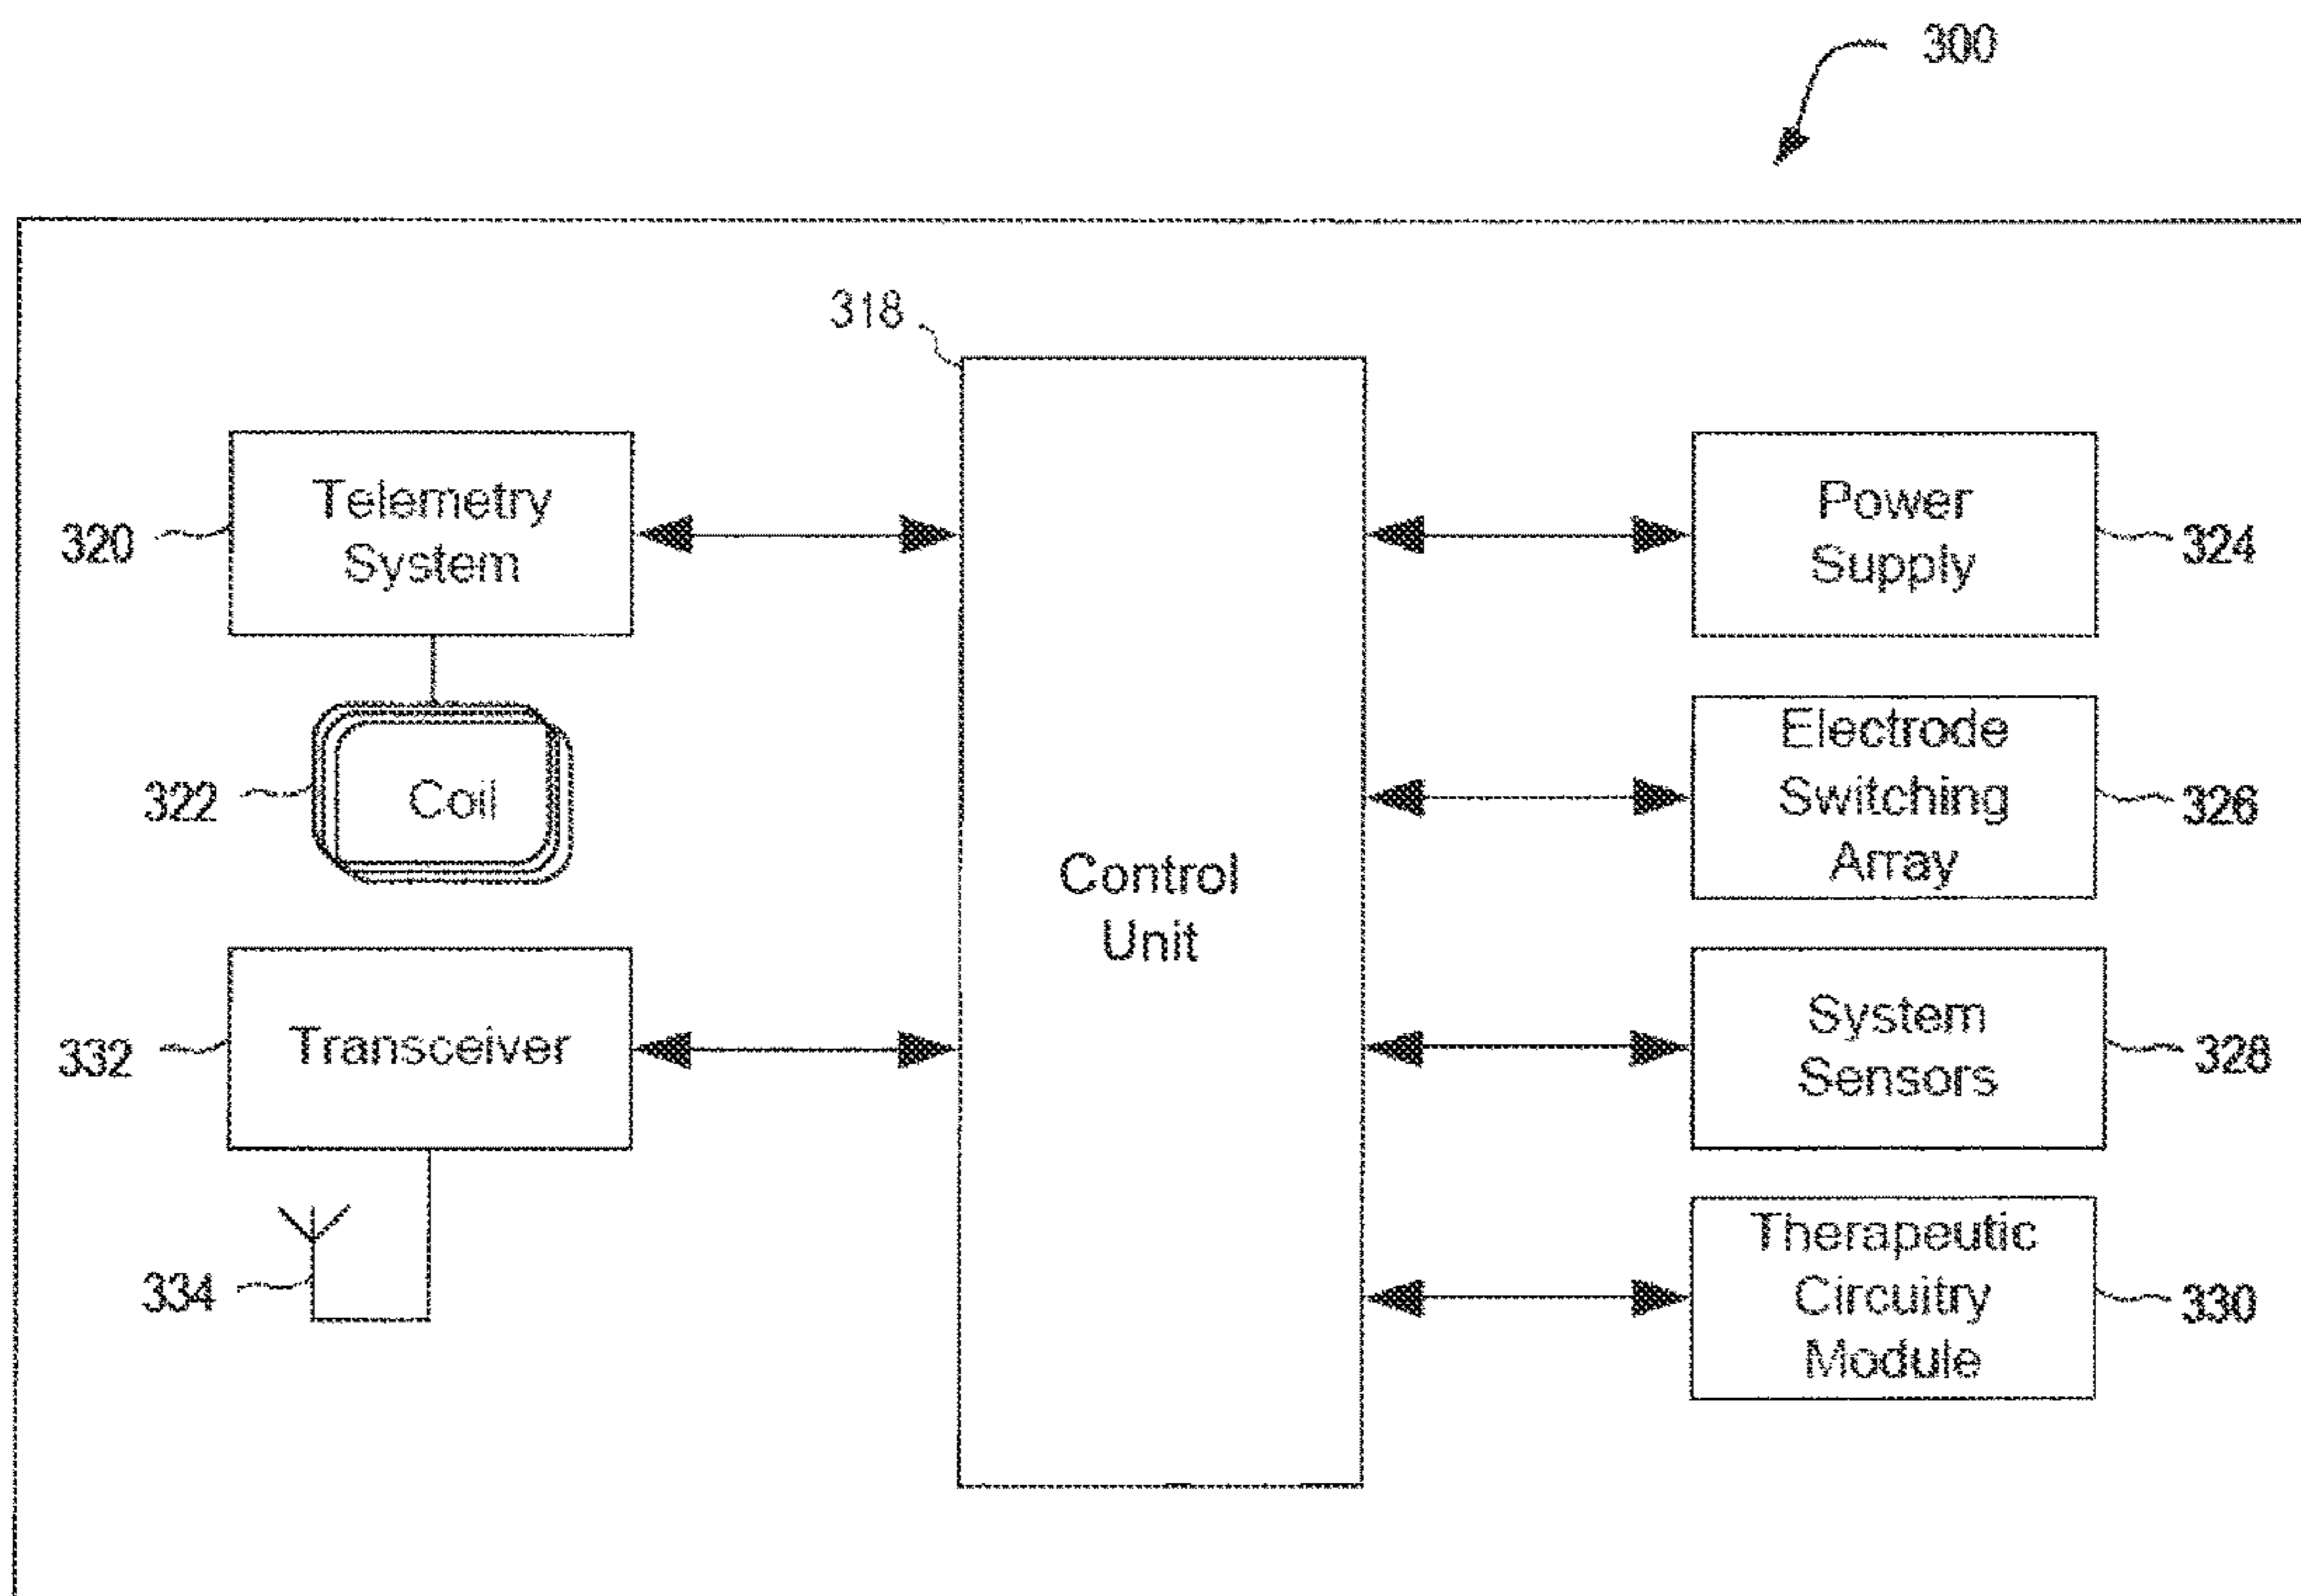 300
318
Telemetry
System
320
Coil
322
Transceiver
332
334
Control
Unit
Power
Supply
324
Electrode
Switching
Array
326
System
Sensors
328
Therapeutic
Circuitry
Module
330